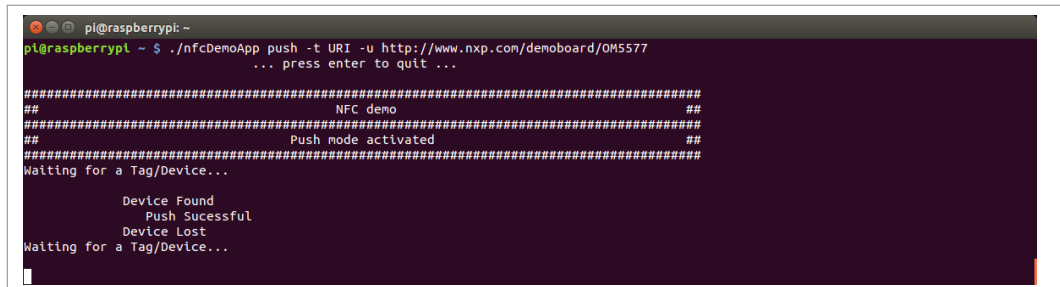 pi@raspberrypi: ~
pi@raspberrypi ~ $ ./nfcDemoApp push -t URI -u http://www.nxp.com/demoboard/OM5577
... press enter to quit ...
#########################################################################################
## NFC demo ##
#########################################################################################
## Push mode activated ##
#########################################################################################
Waiting for a Tag/Device...
Device Found
Push Sucessful
Device Lost
Waiting for a Tag/Device...